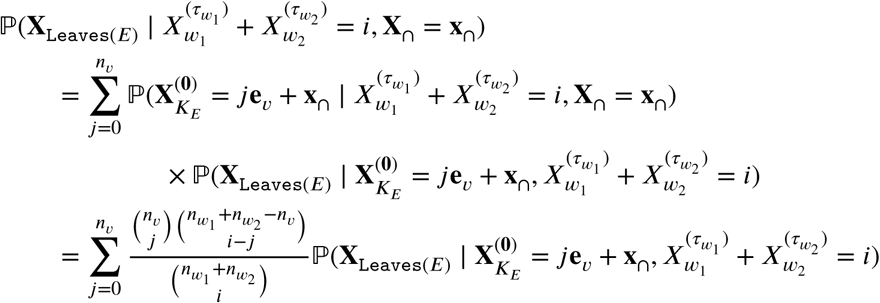 ℙ(𝐗_{Leaves(E)} | X_{w_1}^{(τ_{w_1})} + X_{w_2}^{(τ_{w_2})} = i, 𝐗_∩ = 𝐱_∩)
= \sum_{j=0}^{n_v} ℙ(𝐗_{K_E}^{(𝟎)} = j𝐞_v + 𝐱_∩ | X_{w_1}^{(τ_{w_1})} + X_{w_2}^{(τ_{w_2})} = i, 𝐗_∩ = 𝐱_∩)
× ℙ(𝐗_{Leaves(E)} | 𝐗_{K_E}^{(𝟎)} = j𝐞_v + 𝐱_∩, X_{w_1}^{(τ_{w_1})} + X_{w_2}^{(τ_{w_2})} = i)
= \sum_{j=0}^{n_v} \frac{\binom{n_v}{j}\binom{n_{w_1}+n_{w_2}-n_v}{i-j}}{\binom{n_{w_1}+n_{w_2}}{i}} ℙ(𝐗_{Leaves(E)} | 𝐗_{K_E}^{(𝟎)} = j𝐞_v + 𝐱_∩, X_{w_1}^{(τ_{w_1})} + X_{w_2}^{(τ_{w_2})} = i)